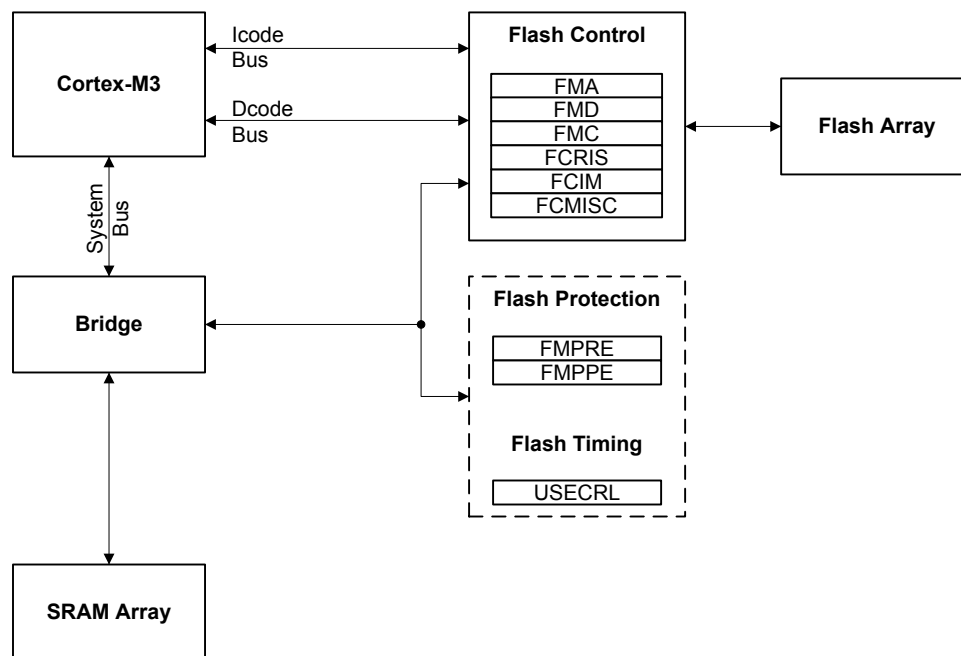 Cortex-M3
Icode
Bus
Dcode
Bus
System
Bus
Bridge
SRAM Array
Flash Control
FMA
FMD
FMC
FCRIS
FCIM
FCMISC
Flash Array
Flash Protection
FMPRE
FMPPE
Flash Timing
USECRL